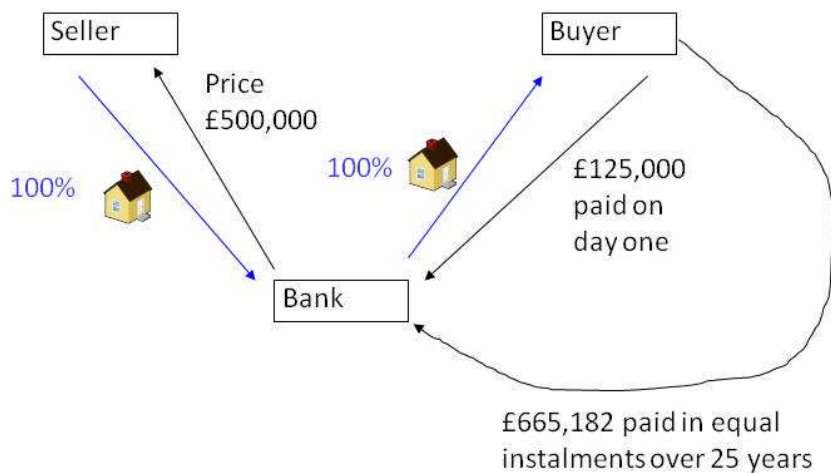 Seller
Buyer
Price
£500,000
100%
100%
£125,000
paid on
day one
Bank
£665,182 paid in equal
instalments over 25 years